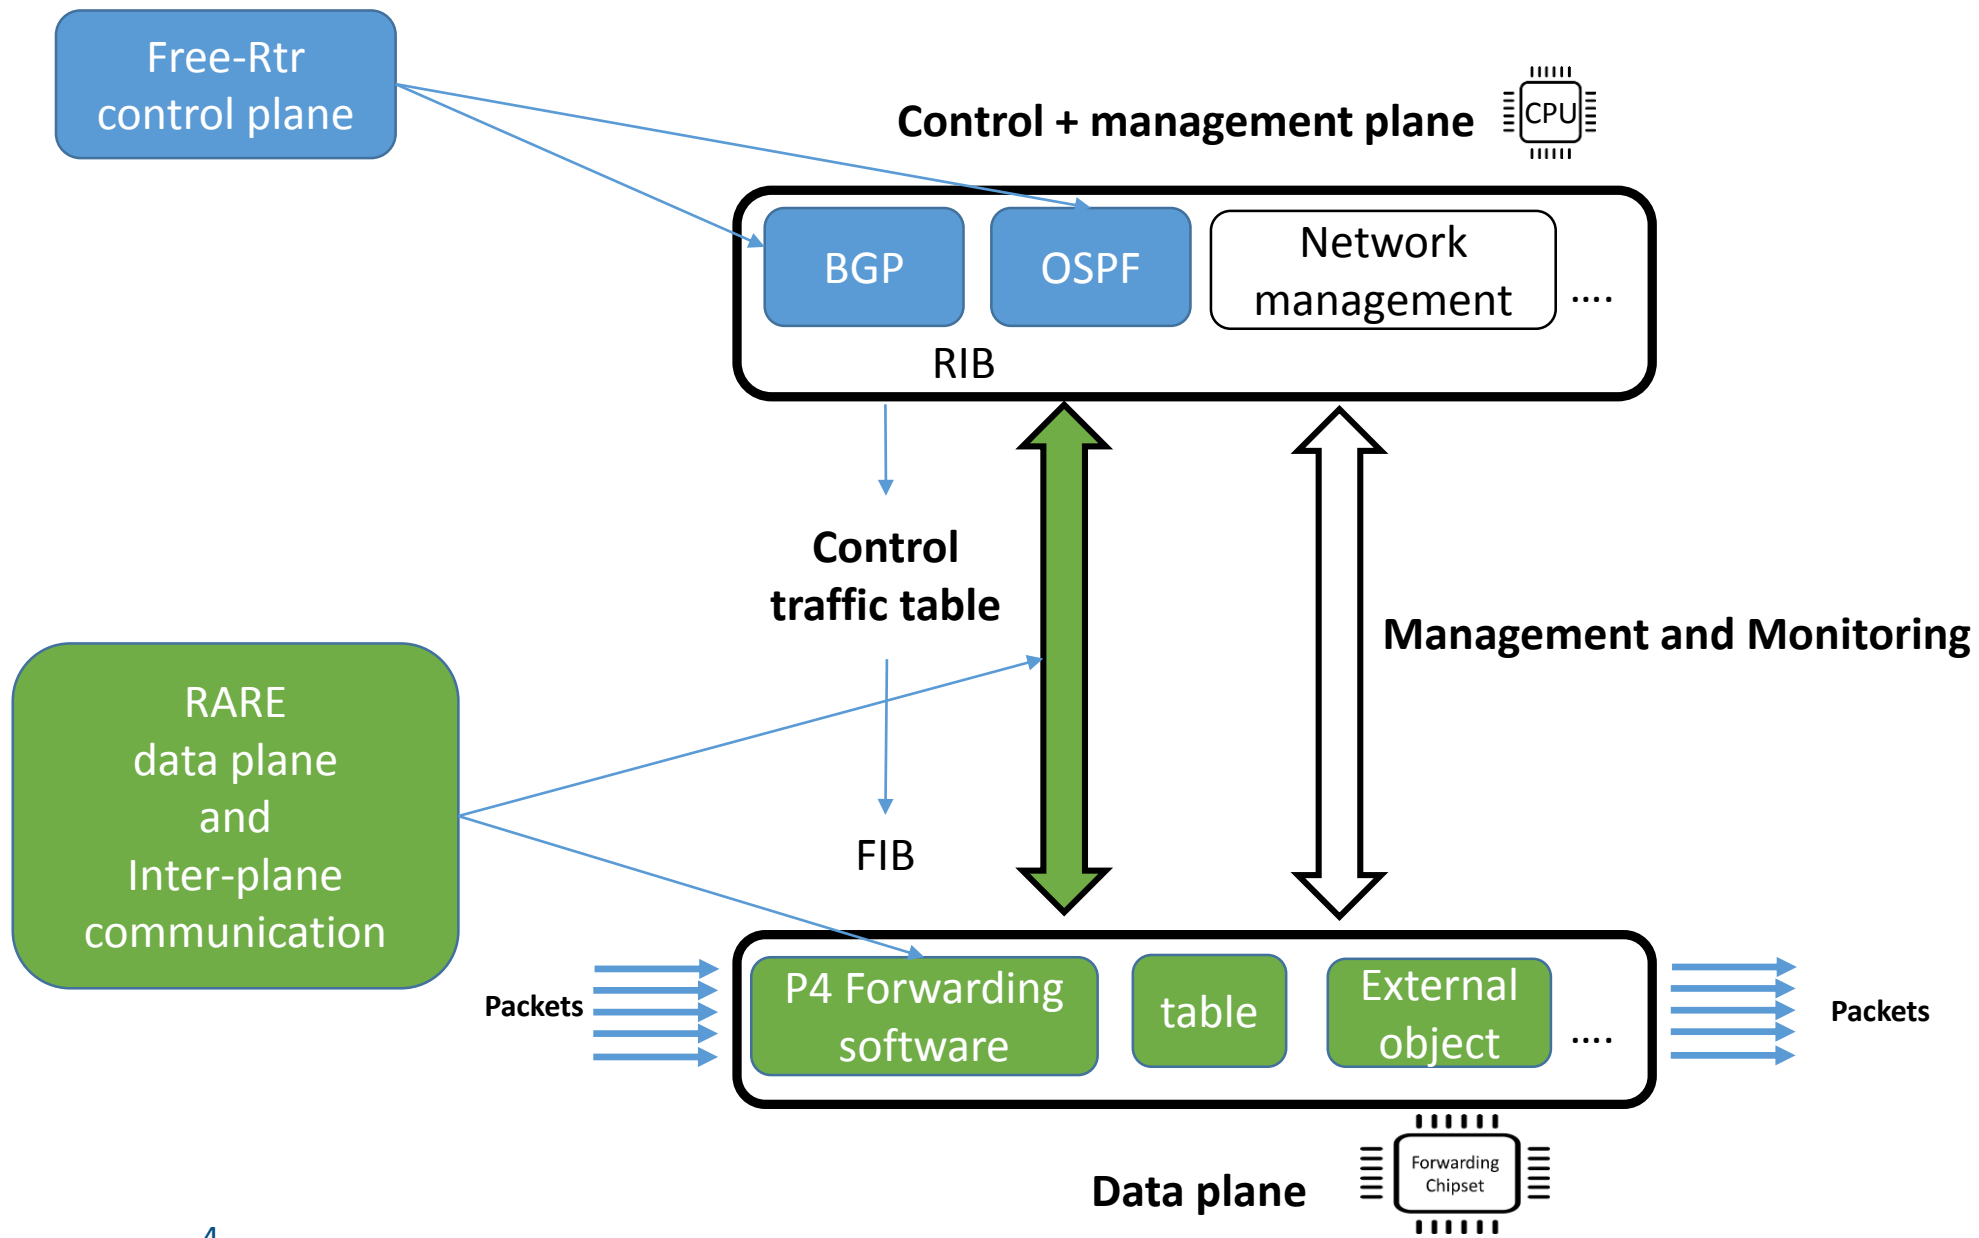 Free-Rtr
control plane
Control + management plane
CPU
BGP
OSPF
Network
management
....
RIB
Control
traffic table
Management and Monitoring
RARE
data plane
and
Inter-plane
communication
FIB
Packets
P4 Forwarding
software
table
External
object
....
Packets
Data plane
Forwarding
Chipset
4